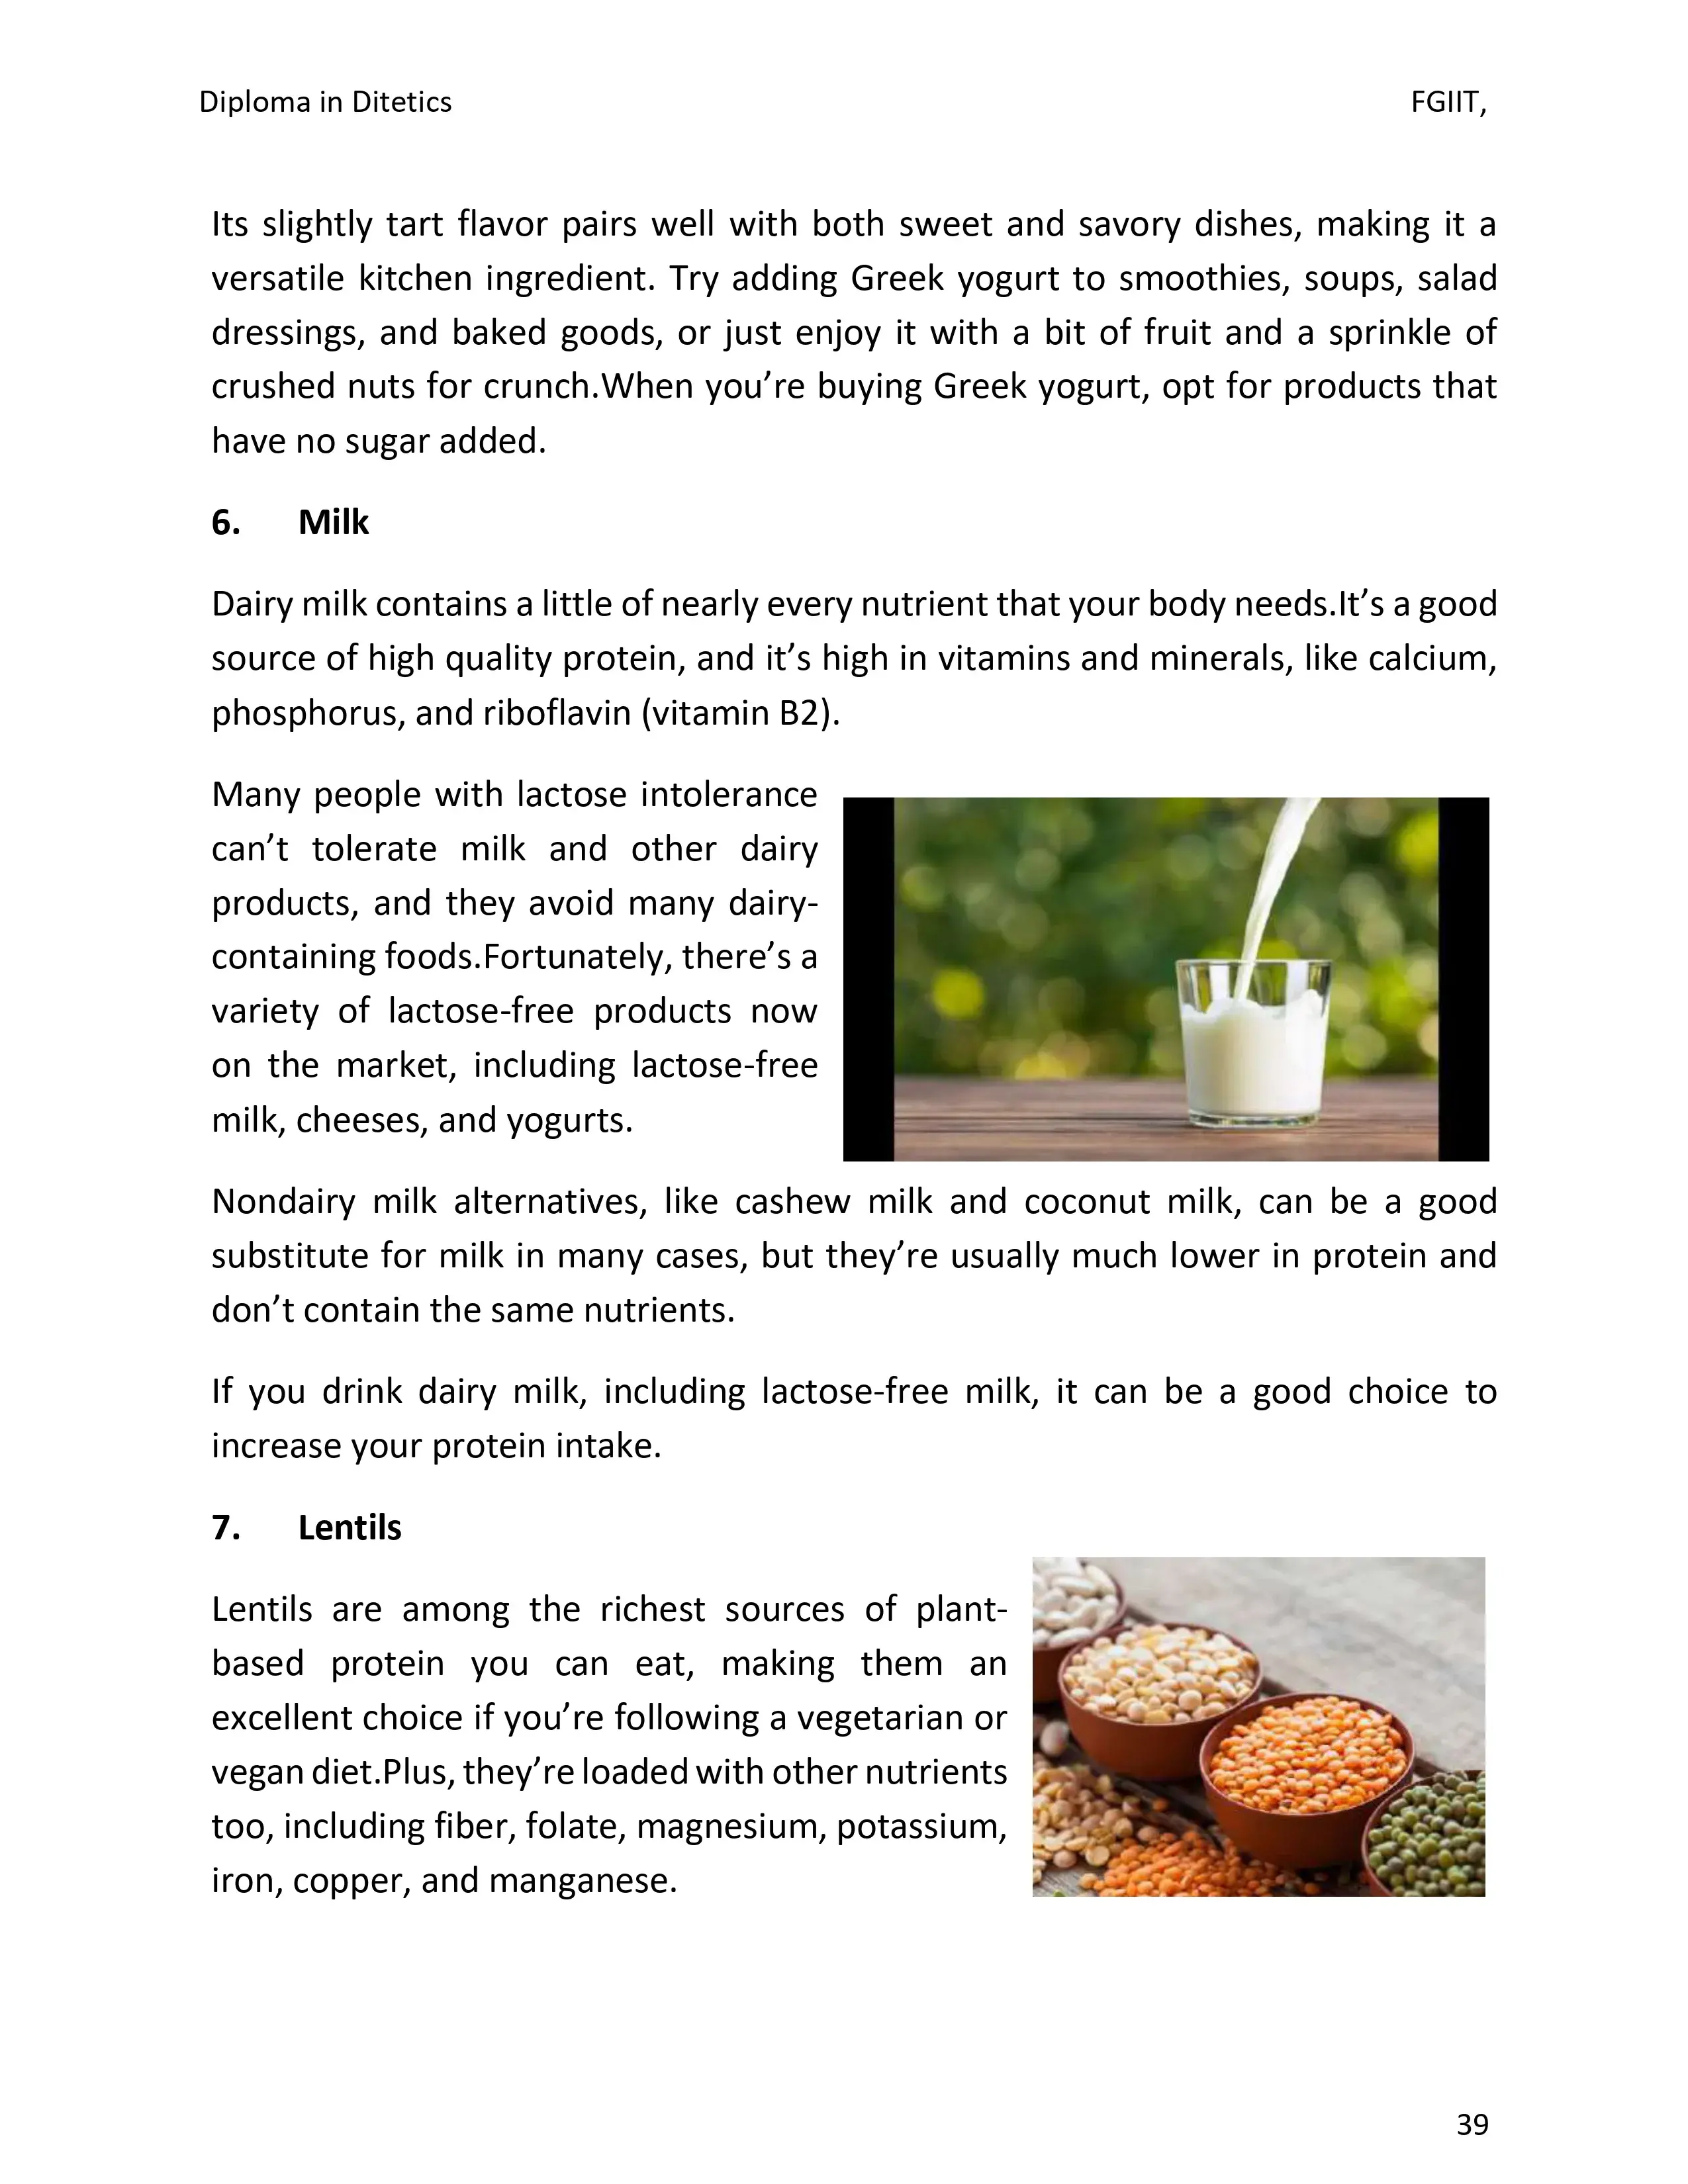 Diploma in Ditetics FGIIT,
Its slightly tart flavor pairs well with both sweet and savory dishes, making it a
versatile kitchen ingredient. Try adding Greek yogurt to smoothies, soups, salad
dressings, and baked goods, or just enjoy it with a bit of fruit and a sprinkle of
crushed nuts for crunch.When you’re buying Greek yogurt, opt for products that
have no sugar added.
6. Milk
Dairy milk contains a little of nearly every nutrient that your body needs.It’s a good
source of high quality protein, and it’s high in vitamins and minerals, like calcium,
phosphorus, and riboflavin (vitamin B2).
Many people with lactose intolerance
can’t tolerate milk and other dairy
products, and they avoid many dairy-
containing foods.Fortunately, there’s a
variety of lactose-free products now
on the market, including lactose-free
milk, cheeses, and yogurts.
Nondairy milk alternatives, like cashew milk and coconut milk, can be a good
substitute for milk in many cases, but they’re usually much lower in protein and
don’t contain the same nutrients.
If you drink dairy milk, including lactose-free milk, it can be a good choice to
increase your protein intake.
7. Lentils
Lentils are among the richest sources of plant-
based protein you can eat, making them an
excellent choice if you’re following a vegetarian or
vegan diet.Plus, they’re loaded with other nutrients
too, including fiber, folate, magnesium, potassium,
iron, copper, and manganese.
39